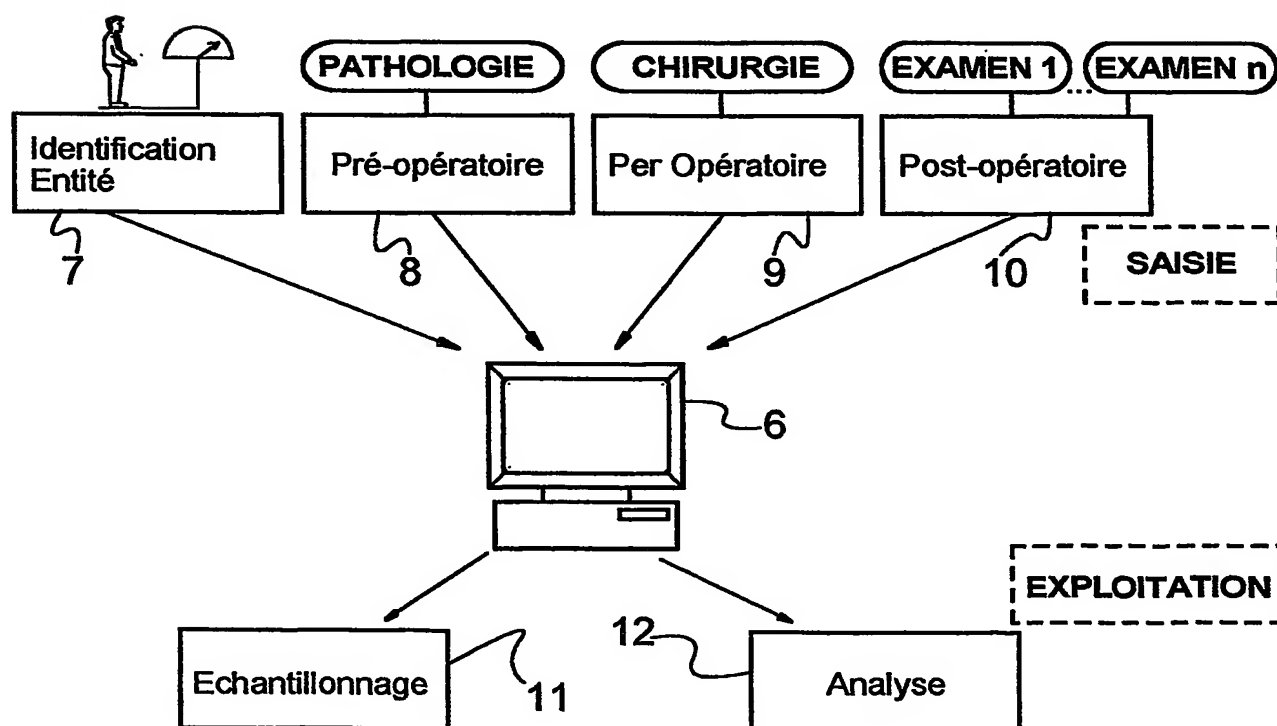 PATHOLOGIE
CHIRURGIE
EXAMEN 1
EXAMEN n
Identification
Entité
Pré-opératoire
Per Opératoire
Post-opératoire
7
8
9
10
SAISIE
6
EXPLOITATION
Echantillonnage
11
12
Analyse